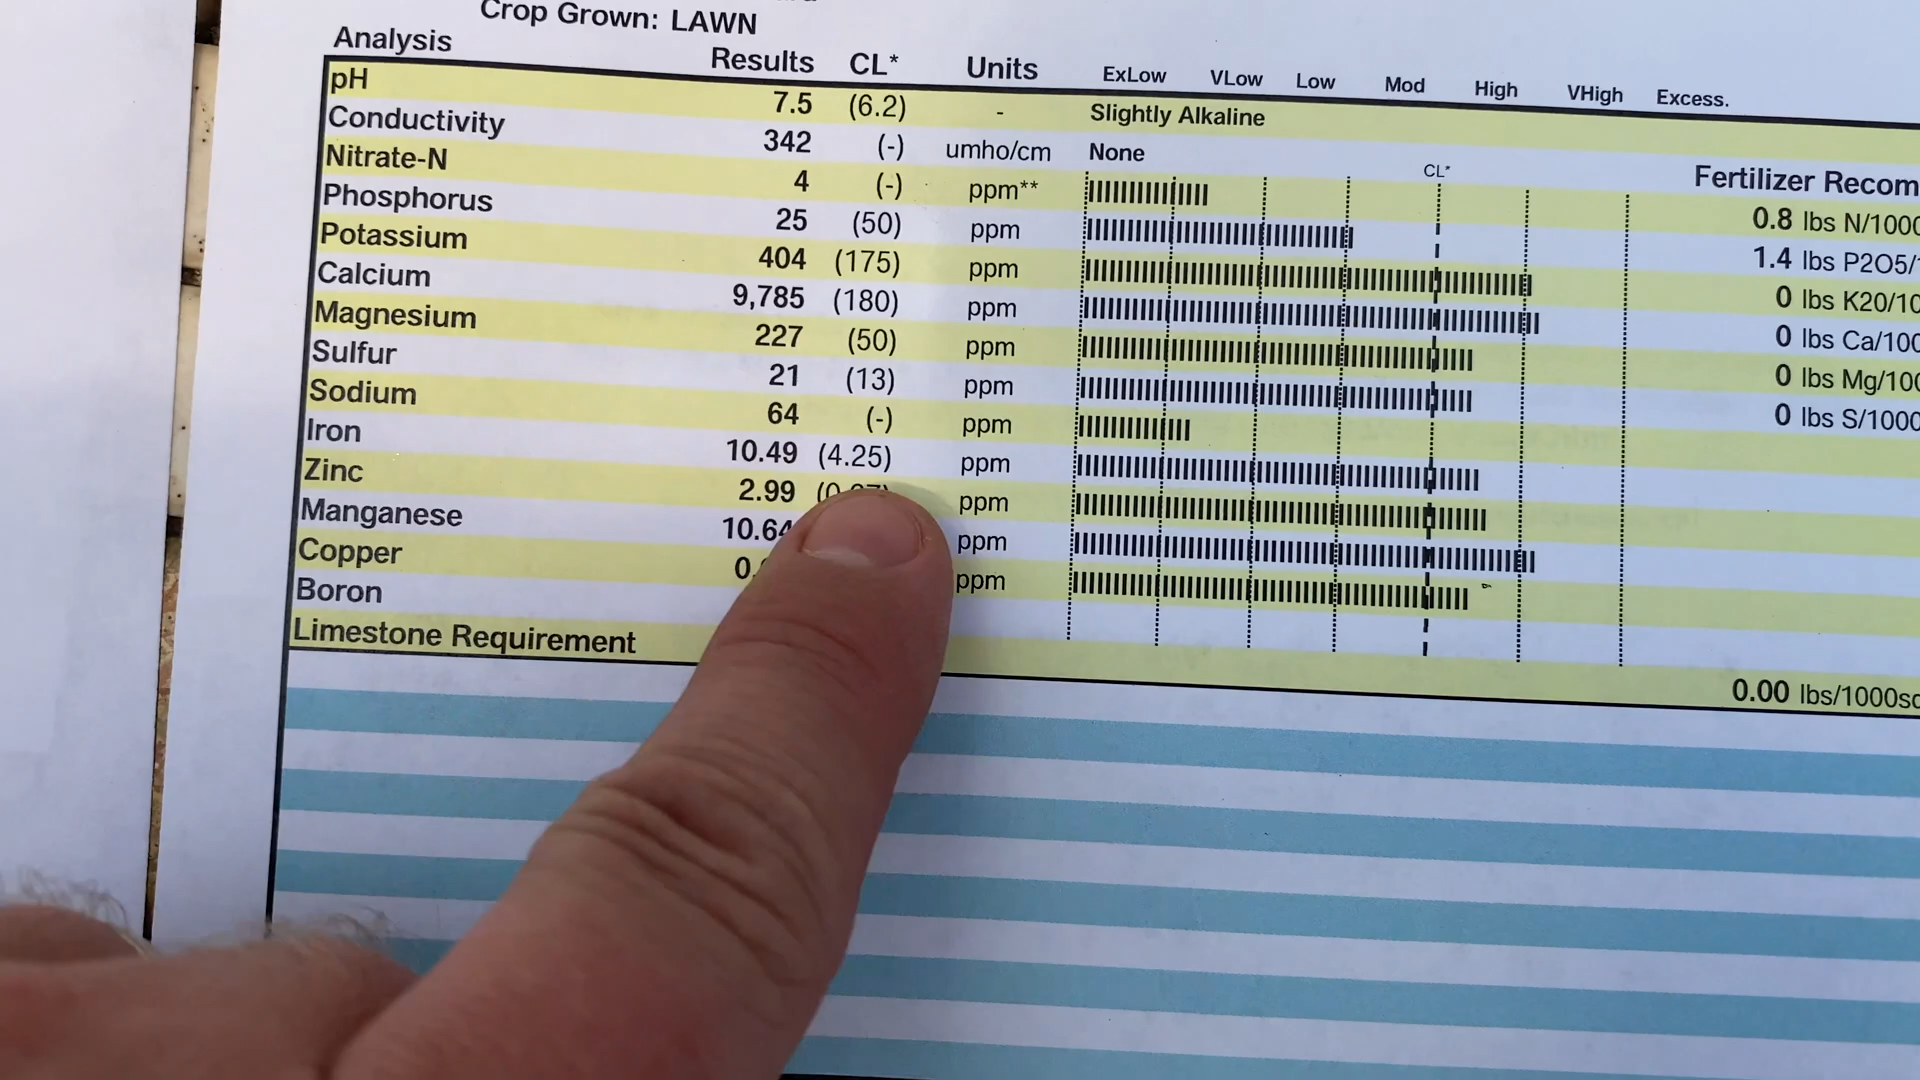 Crop Grown: LAWN
Analysis Results CL* Units ExLow VLow Low Mod High VHigh Excess.
pH 7.5 (6.2) - Slightly Alkaline
Conductivity 342 (-) umho/cm None CL* Fertilizer Recom
Nitrate-N 4 (-) ppm** 0.8 lbs N/1000
Phosphorus 25 (50) ppm 1.4 lbs P2O5/
Potassium 404 (175) ppm 0 lbs K20/10
Calcium 9,785 (180) ppm 0 lbs Ca/100
Magnesium 227 (50) ppm 0 lbs Mg/100
Sulfur 21 (13) ppm 0 lbs S/1000
Sodium 64 (-) ppm
Iron 10.49 (4.25) ppm
Zinc 2.99 ppm
Manganese 10.64 ppm
Copper 0. ppm
Boron
Limestone Requirement 0.00 lbs/1000sq